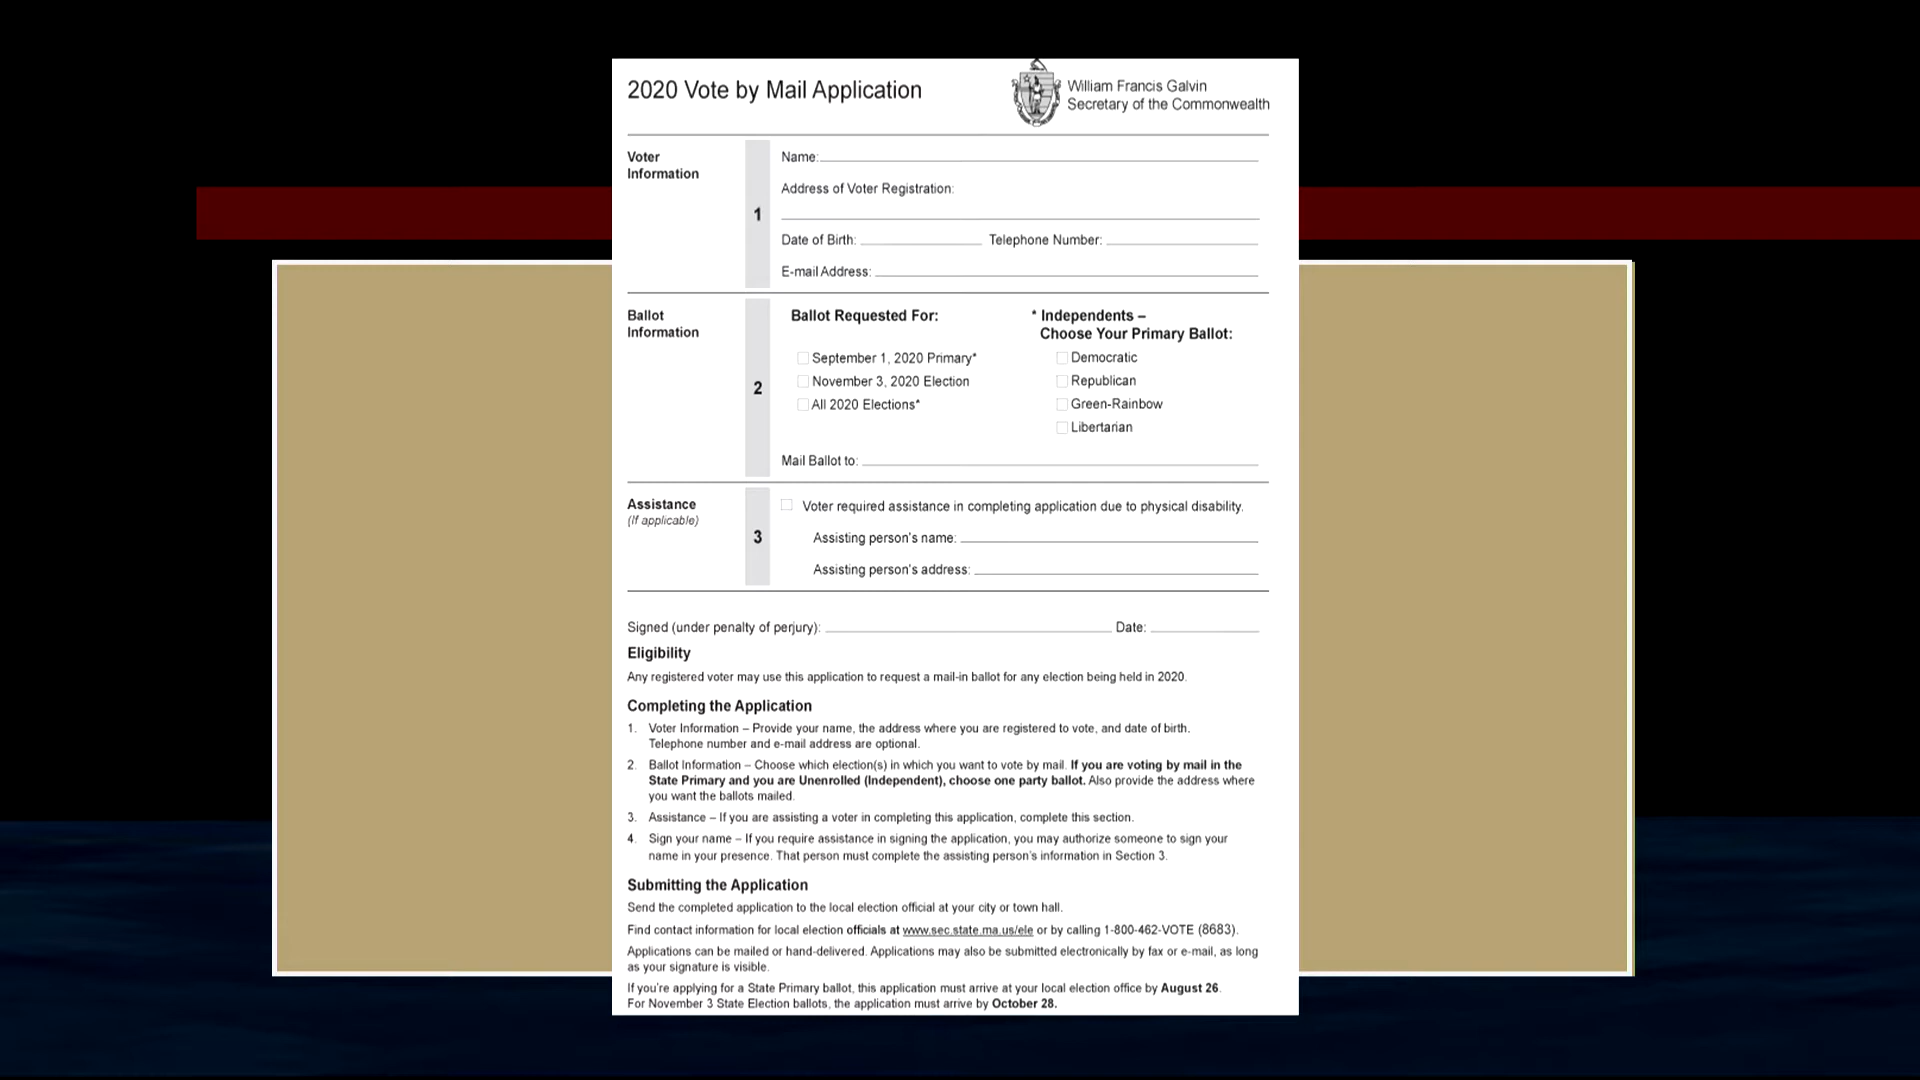 2020 Vote by Mail Application
William Francis Galvin
Secretary of the Commonwealth
Voter
Information
1
Name:
Address of Voter Registration:
Date of Birth:
Telephone Number:
E-mail Address:
Ballot
Information
2
Ballot Requested For:
September 1, 2020 Primary*
November 3, 2020 Election
All 2020 Elections*
* Independents –
Choose Your Primary Ballot:
Democratic
Republican
Green-Rainbow
Libertarian
Mail Ballot to:
Assistance
(If applicable)
3
Voter required assistance in completing application due to physical disability.
Assisting person's name:
Assisting person's address:
Signed (under penalty of perjury):
Date:
Eligibility
Any registered voter may use this application to request a mail-in ballot for any election being held in 2020.
Completing the Application
1. Voter Information – Provide your name, the address where you are registered to vote, and date of birth.
Telephone number and e-mail address are optional.
2. Ballot Information – Choose which election(s) in which you want to vote by mail. If you are voting by mail in the
State Primary and you are Unenrolled (Independent), choose one party ballot. Also provide the address where
you want the ballots mailed.
3. Assistance – If you are assisting a voter in completing this application, complete this section.
4. Sign your name – If you require assistance in signing the application, you may authorize someone to sign your
name in your presence. That person must complete the assisting person's information in Section 3.
Submitting the Application
Send the completed application to the local election official at your city or town hall.
Find contact information for local election officials at www.sec.state.ma.us/ele or by calling 1-800-462-VOTE (8683).
Applications can be mailed or hand-delivered. Applications may also be submitted electronically by fax or e-mail, as long
as your signature is visible.
If you're applying for a State Primary ballot, this application must arrive at your local election office by August 26.
For November 3 State Election ballots, the application must arrive by October 28.